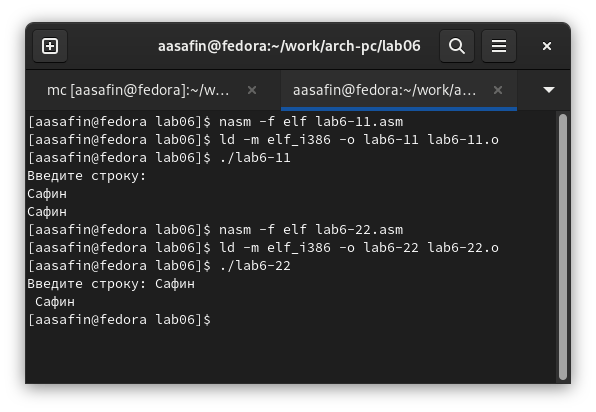 aasafin@fedora:~/work/arch-pc/lab06
mc [aasafin@fedora]:~/w...
aasafin@fedora:~/work/a...
[aasafin@fedora lab06]$ nasm -f elf lab6-11.asm
[aasafin@fedora lab06]$ ld -m elf_i386 -o lab6-11 lab6-11.o
[aasafin@fedora lab06]$ ./lab6-11
Введите строку:
Сафин
Сафин
[aasafin@fedora lab06]$ nasm -f elf lab6-22.asm
[aasafin@fedora lab06]$ ld -m elf_i386 -o lab6-22 lab6-22.o
[aasafin@fedora lab06]$ ./lab6-22
Введите строку: Сафин
 Сафин
[aasafin@fedora lab06]$